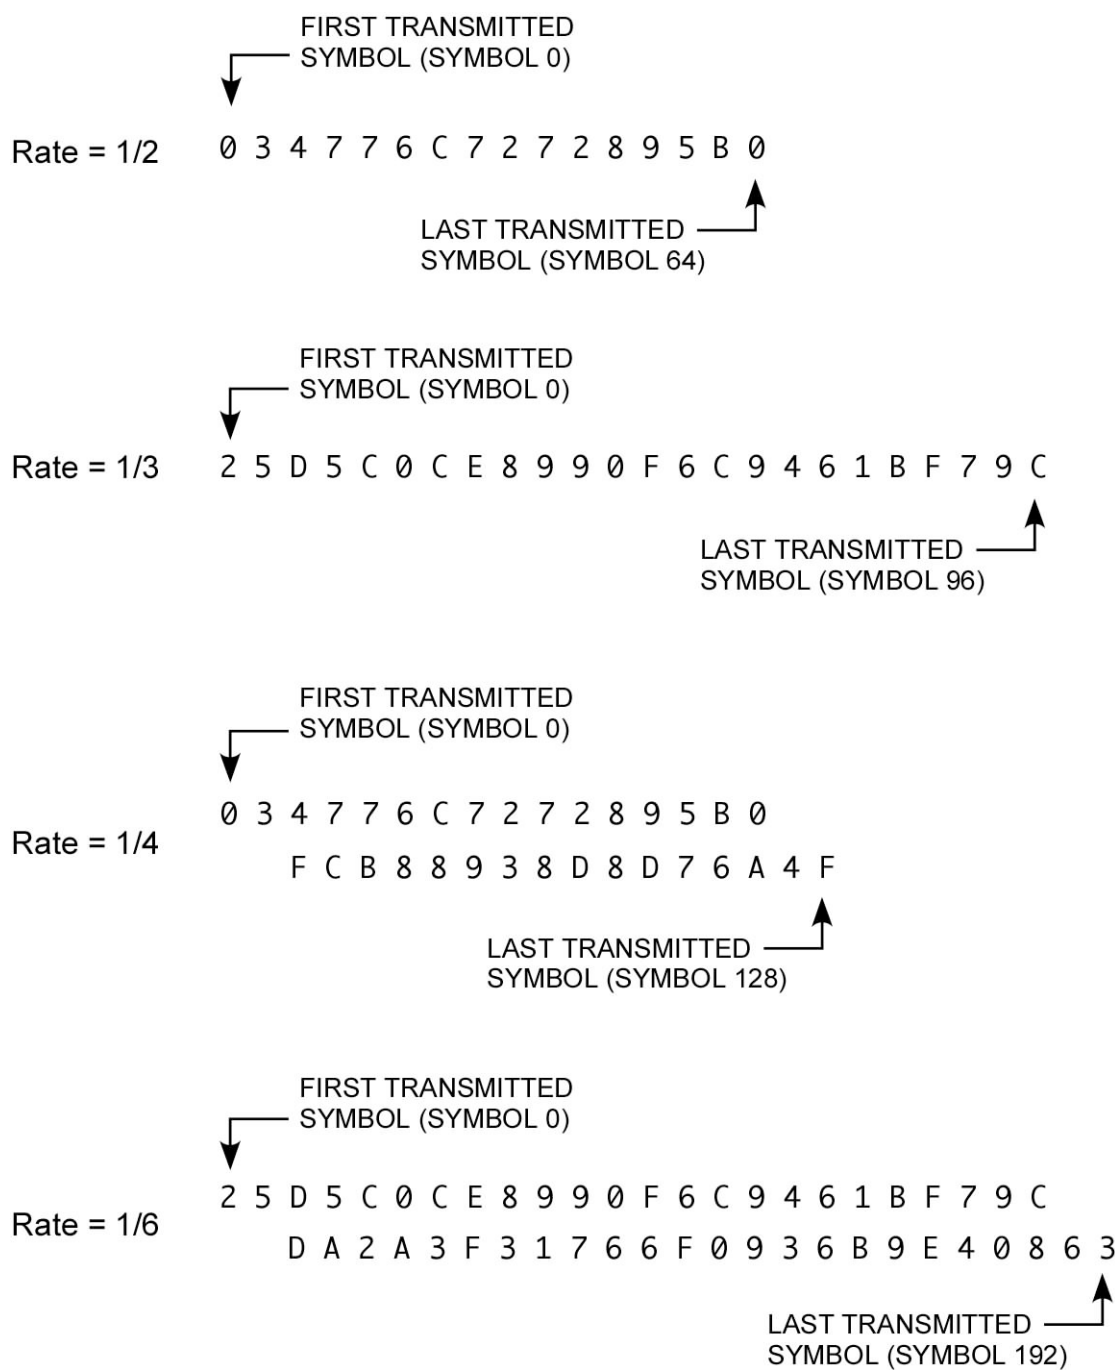 FIRST TRANSMITTED
SYMBOL (SYMBOL 0)
Rate = 1/2
0 3 4 7 7 6 C 7 2 7 2 8 9 5 B 0
LAST TRANSMITTED
SYMBOL (SYMBOL 64)
FIRST TRANSMITTED
SYMBOL (SYMBOL 0)
Rate = 1/3
2 5 D 5 C 0 C E 8 9 9 0 F 6 C 9 4 6 1 B F 7 9 C
LAST TRANSMITTED
SYMBOL (SYMBOL 96)
FIRST TRANSMITTED
SYMBOL (SYMBOL 0)
Rate = 1/4
0 3 4 7 7 6 C 7 2 7 2 8 9 5 B 0
F C B 8 8 9 3 8 D 8 D 7 6 A 4 F
LAST TRANSMITTED
SYMBOL (SYMBOL 128)
FIRST TRANSMITTED
SYMBOL (SYMBOL 0)
Rate = 1/6
2 5 D 5 C 0 C E 8 9 9 0 F 6 C 9 4 6 1 B F 7 9 C
D A 2 A 3 F 3 1 7 6 6 F 0 9 3 6 B 9 E 4 0 8 6 3
LAST TRANSMITTED
SYMBOL (SYMBOL 192)